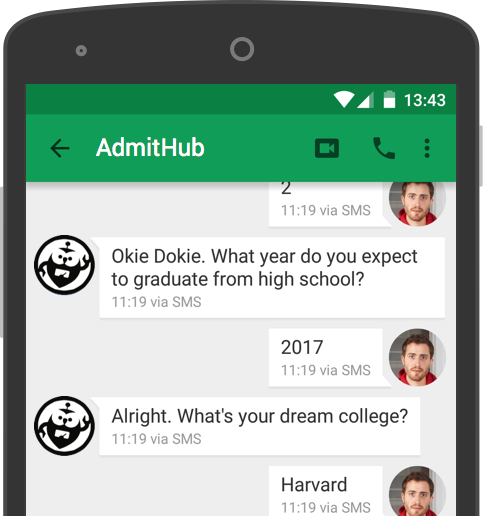 13:43
AdmitHub
2
11:19 via SMS
Okie Dokie. What year do you expect
to graduate from high school?
11:19 via SMS
2017
11:19 via SMS
Alright. What's your dream college?
11:19 via SMS
Harvard
11:19 via SMS